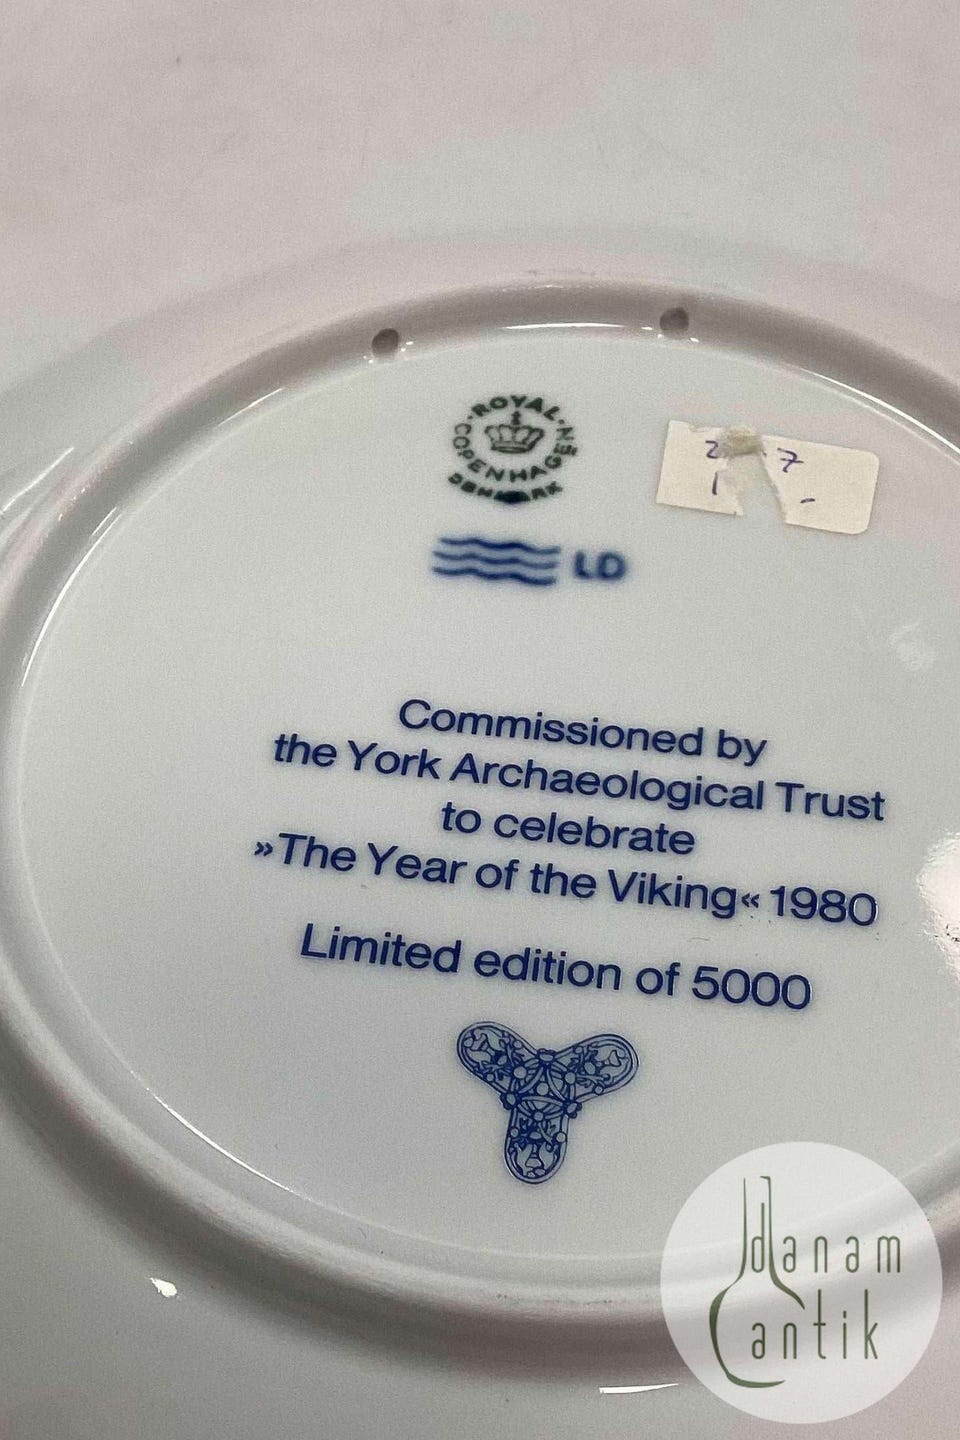 ROYAL
COPENHAGEN
DENMARK
LD
Commissioned by
the York Archaeological Trust
to celebrate
»The Year of the Viking« 1980
Limited edition of 5000
danam
antik